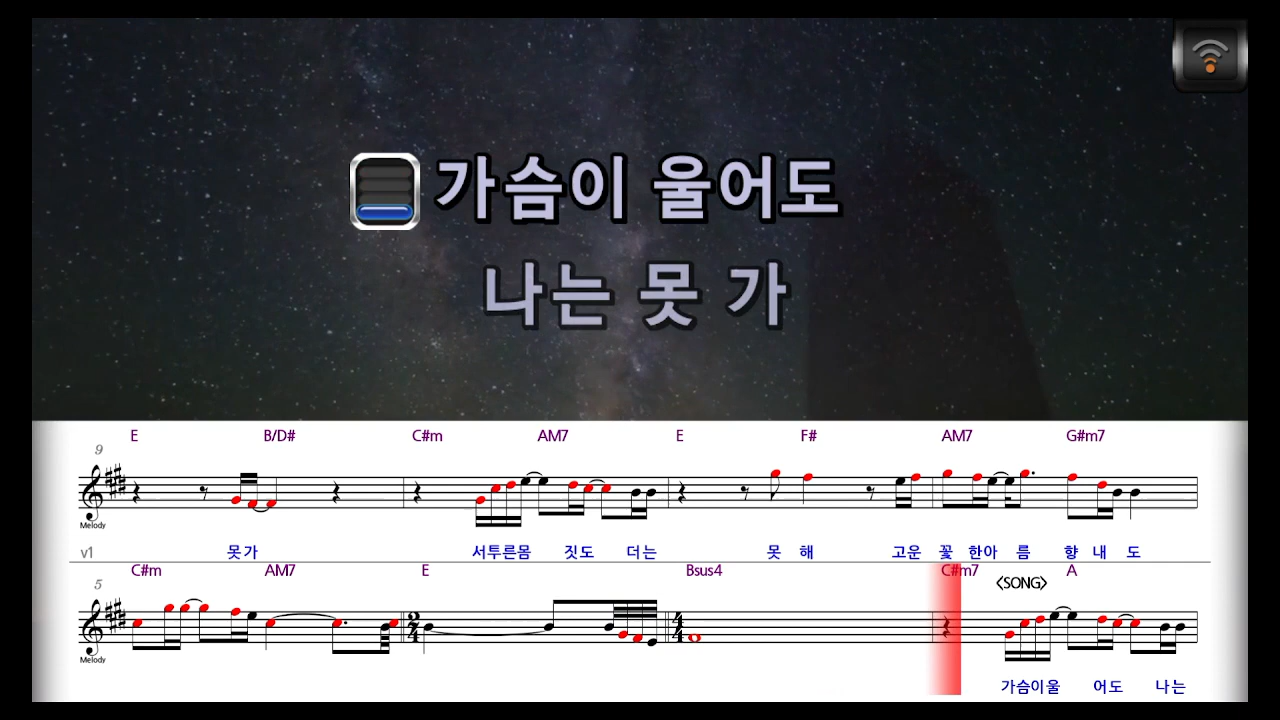 가슴이 울어도
나는 못 가
E B/D# C#m AM7 E F# AM7 G#m7
9
Melody
v1 못가 서투른몸 짓도 더는 못 해 고운 꽃 한아 름 향 내 도
C#m AM7 E Bsus4 C#m7 <SONG> A
5
2 4 4 4
Melody
가슴이울 어도 나는